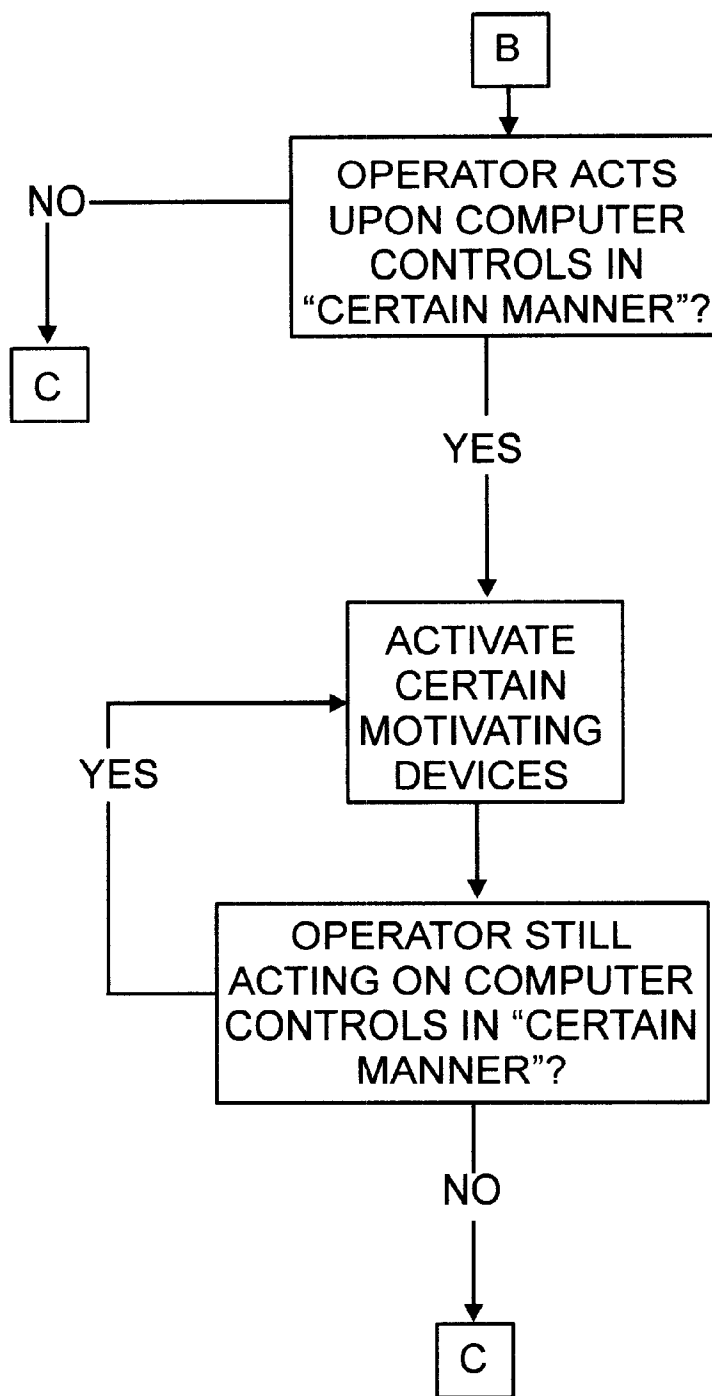 B
OPERATOR ACTS
UPON COMPUTER
CONTROLS IN
“CERTAIN MANNER”?
NO
C
YES
ACTIVATE
CERTAIN
MOTIVATING
DEVICES
YES
OPERATOR STILL
ACTING ON COMPUTER
CONTROLS IN “CERTAIN
MANNER”?
NO
C